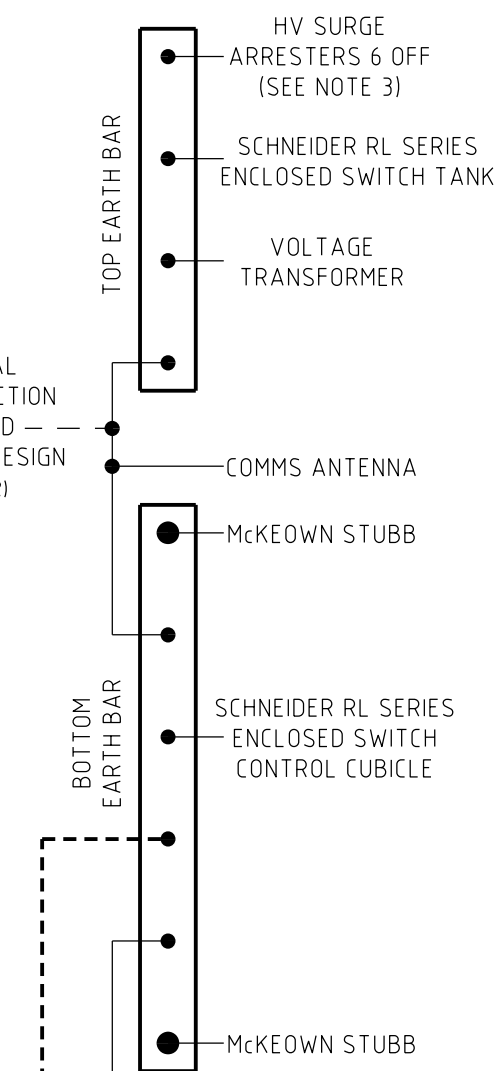 HV SURGE
ARRESTERS 6 OFF
(SEE NOTE 3)
TOP EARTH BAR
SCHNEIDER RL SERIES
ENCLOSED SWITCH TANK
VOLTAGE
TRANSFORMER
COMMS ANTENNA
McKEOWN STUBB
BOTTOM
EARTH BAR
SCHNEIDER RL SERIES
ENCLOSED SWITCH
CONTROL CUBICLE
McKEOWN STUBB